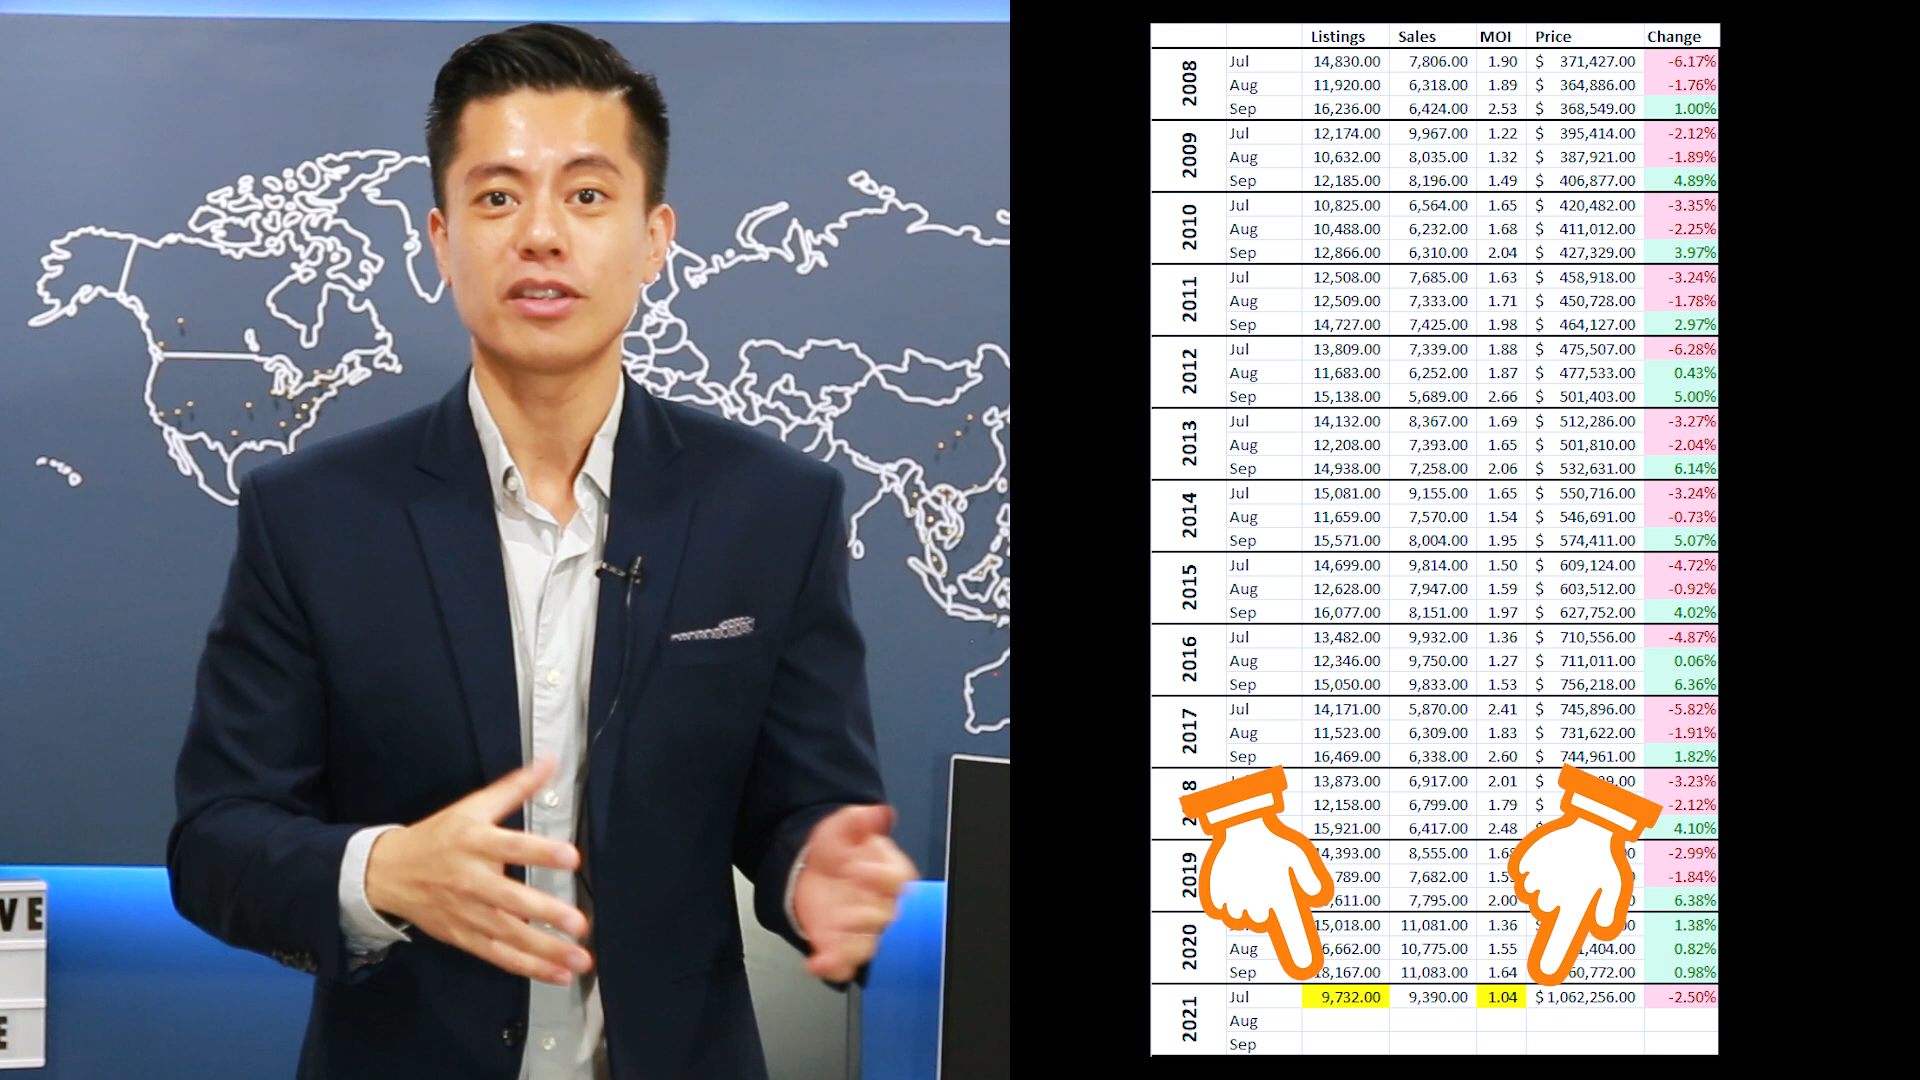 VE
E
Listings Sales MOI Price Change
2008
Jul 14,830.00 7,806.00 1.90 $ 371,427.00 -6.17%
Aug 11,920.00 6,318.00 1.89 $ 364,886.00 -1.76%
Sep 16,236.00 6,424.00 2.53 $ 368,549.00 1.00%
2009
Jul 12,174.00 9,967.00 1.22 $ 395,414.00 -2.12%
Aug 10,632.00 8,035.00 1.32 $ 387,921.00 -1.89%
Sep 12,185.00 8,196.00 1.49 $ 406,877.00 4.89%
2010
Jul 10,825.00 6,564.00 1.65 $ 420,482.00 -3.35%
Aug 10,488.00 6,232.00 1.68 $ 411,012.00 -2.25%
Sep 12,866.00 6,310.00 2.04 $ 427,329.00 3.97%
2011
Jul 12,508.00 7,685.00 1.63 $ 458,918.00 -3.24%
Aug 12,509.00 7,333.00 1.71 $ 450,728.00 -1.78%
Sep 14,727.00 7,425.00 1.98 $ 464,127.00 2.97%
2012
Jul 13,809.00 7,339.00 1.88 $ 475,507.00 -6.28%
Aug 11,683.00 6,252.00 1.87 $ 477,533.00 0.43%
Sep 15,138.00 5,689.00 2.66 $ 501,403.00 5.00%
2013
Jul 14,132.00 8,367.00 1.69 $ 512,286.00 -3.27%
Aug 12,208.00 7,393.00 1.65 $ 501,810.00 -2.04%
Sep 14,938.00 7,258.00 2.06 $ 532,631.00 6.14%
2014
Jul 15,081.00 9,155.00 1.65 $ 550,716.00 -3.24%
Aug 11,659.00 7,570.00 1.54 $ 546,691.00 -0.73%
Sep 15,571.00 8,004.00 1.95 $ 574,411.00 5.07%
2015
Jul 14,699.00 9,814.00 1.50 $ 609,124.00 -4.72%
Aug 12,628.00 7,947.00 1.59 $ 603,512.00 -0.92%
Sep 16,077.00 8,151.00 1.97 $ 627,752.00 4.02%
2016
Jul 13,482.00 9,932.00 1.36 $ 710,556.00 -4.87%
Aug 12,346.00 9,750.00 1.27 $ 711,011.00 0.06%
Sep 15,050.00 9,833.00 1.53 $ 756,218.00 6.36%
2017
Jul 14,171.00 5,870.00 2.41 $ 745,896.00 -5.82%
Aug 11,523.00 6,309.00 1.83 $ 731,622.00 -1.91%
Sep 16,469.00 6,338.00 2.60 $ 744,961.00 1.82%
13,873.00 6,917.00 2.01 $ -3.23%
12,158.00 6,799.00 1.79 -2.12%
15,921.00 6,417.00 2.48 4.10%
2019
14,393.00 8,555.00 -2.99%
7,682.00 -1.84%
7,795.00 2.00 6.38%
2020
15,018.00 11,081.00 1.36 1.38%
Aug 10,775.00 1.55 0.82%
Sep 18,167.00 11,083.00 1.64 0.98%
2021
Jul 9,732.00 9,390.00 1.04 $ 1,062,256.00 -2.50%
Aug
Sep